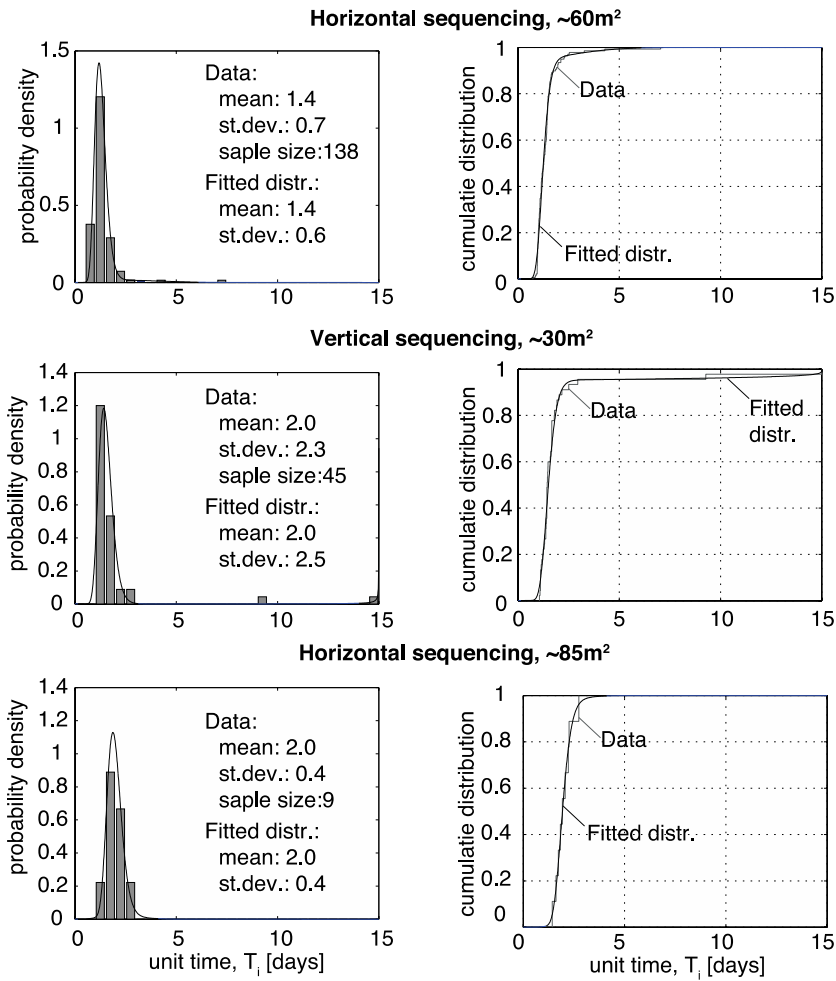 Horizontal sequencing, ~60m²
probability density
1.5
1
0.5
0
0
5
10
15
Data:
mean: 1.4
st.dev.: 0.7
saple size:138
Fitted distr.:
mean: 1.4
st.dev.: 0.6
cumulatie distribution
1
0.8
0.6
0.4
0.2
0
0
5
10
15
Data
Fitted distr.
Vertical sequencing, ~30m²
probability density
1.4
1.2
1
0.8
0.6
0.4
0.2
0
0
5
10
15
Data:
mean: 2.0
st.dev.: 2.3
saple size:45
Fitted distr.:
mean: 2.0
st.dev.: 2.5
cumulatie distribution
1
0.8
0.6
0.4
0.2
0
0
5
10
15
Data
Fitted
distr.
Horizontal sequencing, ~85m²
probability density
1.4
1.2
1
0.8
0.6
0.4
0.2
0
0
5
10
15
unit time, T_i [days]
Data:
mean: 2.0
st.dev.: 0.4
saple size:9
Fitted distr.:
mean: 2.0
st.dev.: 0.4
cumulatie distribution
1
0.8
0.6
0.4
0.2
0
0
5
10
15
unit time, T_i [days]
Data
Fitted distr.